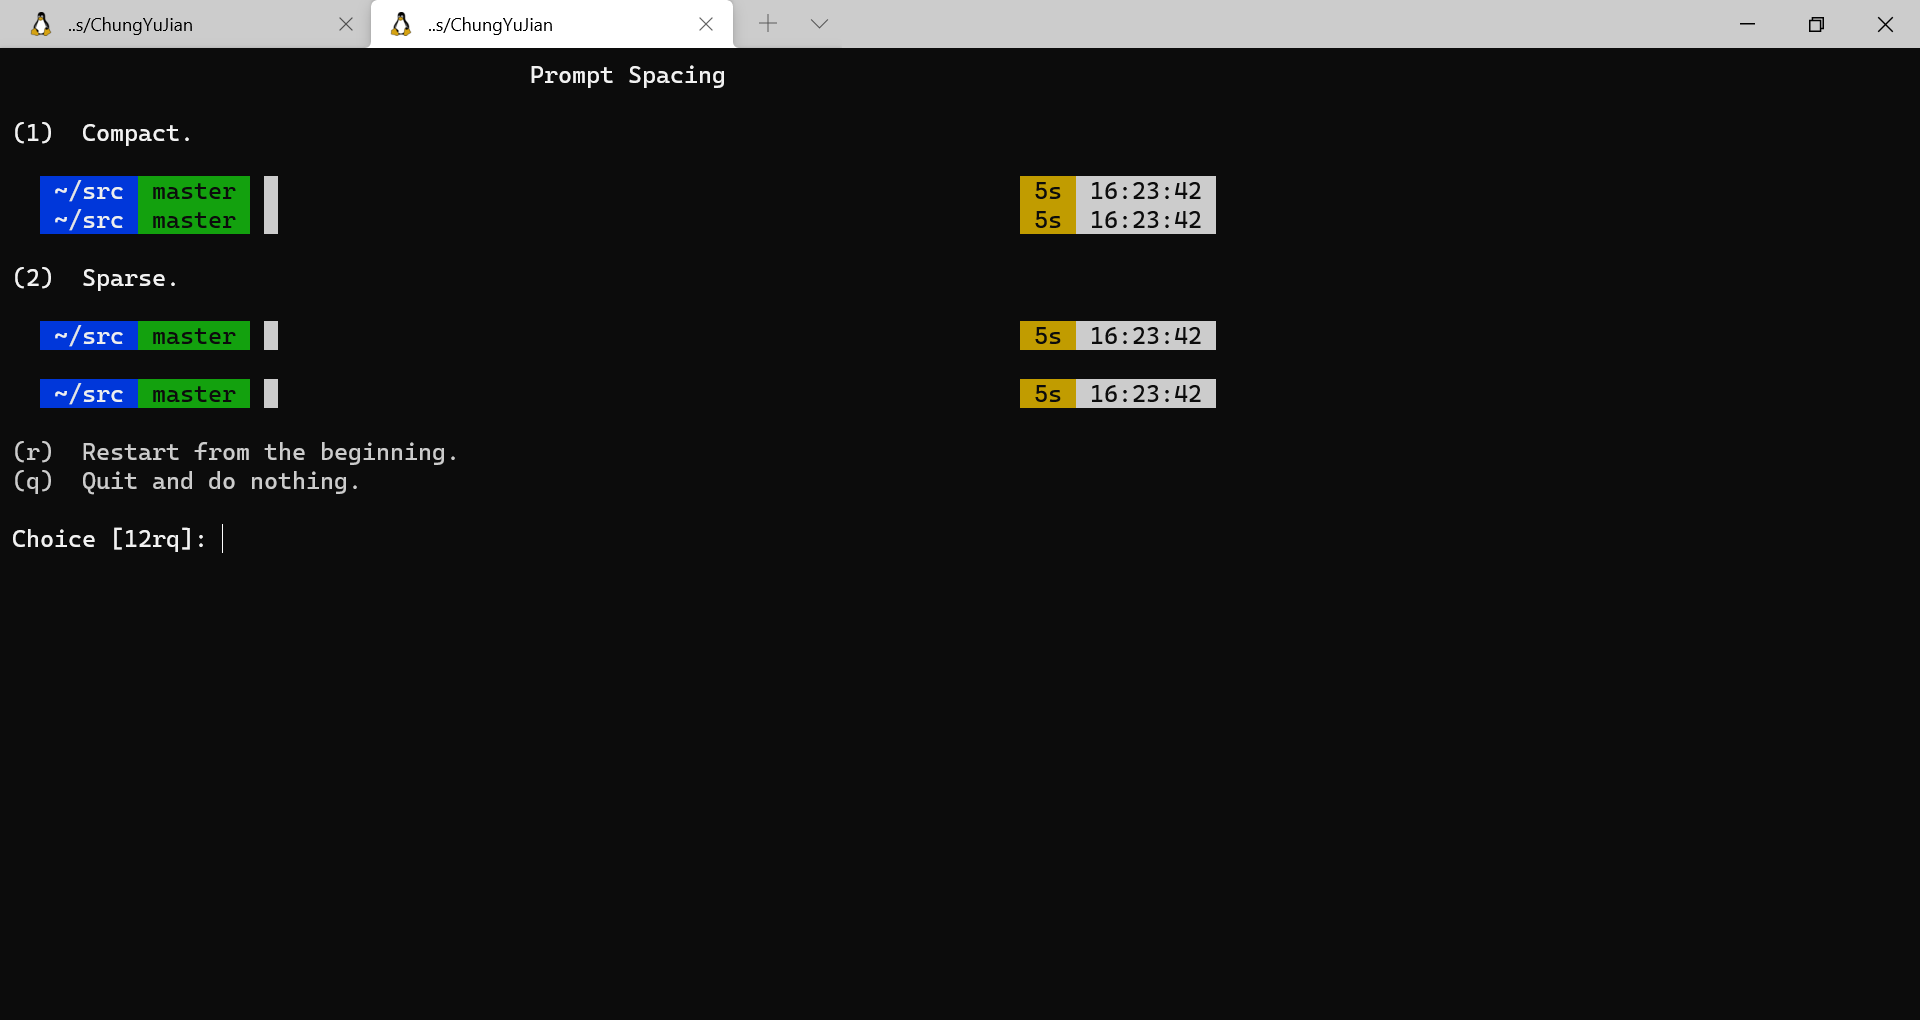 ..s/ChungYuJian ..s/ChungYuJian
Prompt Spacing
(1) Compact.
~/src master 5s 16:23:42
~/src master 5s 16:23:42
(2) Sparse.
~/src master 5s 16:23:42
~/src master 5s 16:23:42
(r) Restart from the beginning.
(q) Quit and do nothing.
Choice [12rq]: